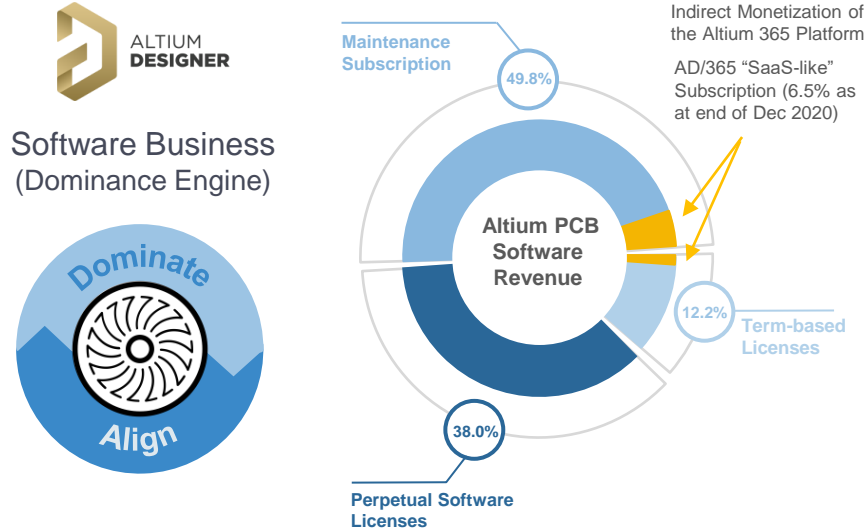 ALTIUM
DESIGNER
Software Business
(Dominance Engine)
Dominate
Align
Maintenance
Subscription
49.8%
Indirect Monetization of
the Altium 365 Platform
AD/365 “SaaS-like”
Subscription (6.5% as
at end of Dec 2020)
Altium PCB
Software
Revenue
12.2%
Term-based
Licenses
38.0%
Perpetual Software
Licenses